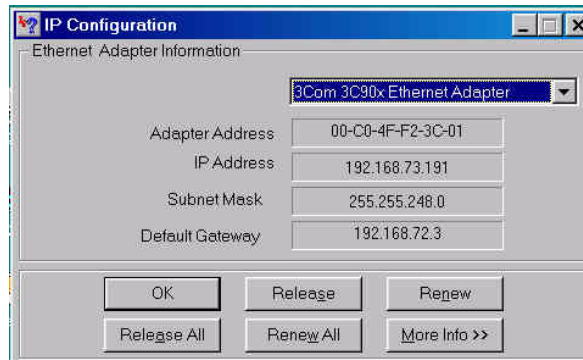 IP Configuration
Ethernet Adapter Information
3Com 3C90x Ethernet Adapter
Adapter Address 00-C0-4F-F2-3C-01
IP Address 192.168.73.191
Subnet Mask 255.255.248.0
Default Gateway 192.168.72.3
OK Release Renew
Release All Renew All More Info >>